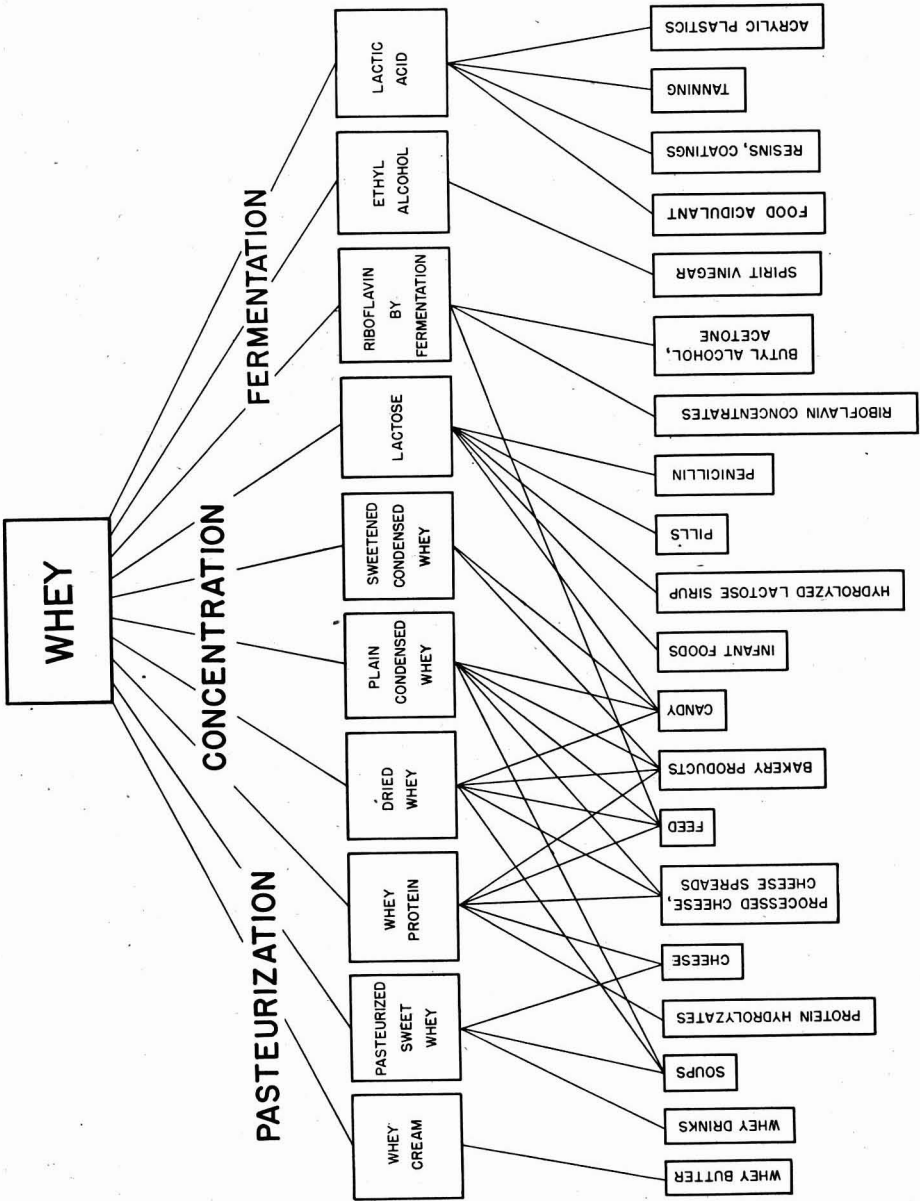 WHEY
PASTEURIZATION
CONCENTRATION
FERMENTATION
WHEY
CREAM
PASTEURIZED
SWEET
WHEY
WHEY
PROTEIN
DRIED
WHEY
PLAIN
CONDENSED
WHEY
SWEETENED
CONDENSED
WHEY
LACTOSE
RIBOFLAVIN
BY
FERMENTATION
ETHYL
ALCOHOL
LACTIC
ACID
WHEY BUTTER
WHEY DRINKS
SOUPS
PROTEIN HYDROLYZATES
CHEESE
PROCESSED CHEESE,
CHEESE SPREADS
FEED
BAKERY PRODUCTS
CANDY
INFANT FOODS
HYDROLYZED LACTOSE SIRUP
PILLS
PENICILLIN
RIBOFLAVIN CONCENTRATES
BUTYL ALCOHOL,
ACETONE
SPIRIT VINEGAR
FOOD ACIDULANT
RESINS, COATINGS
TANNING
ACRYLIC PLASTICS